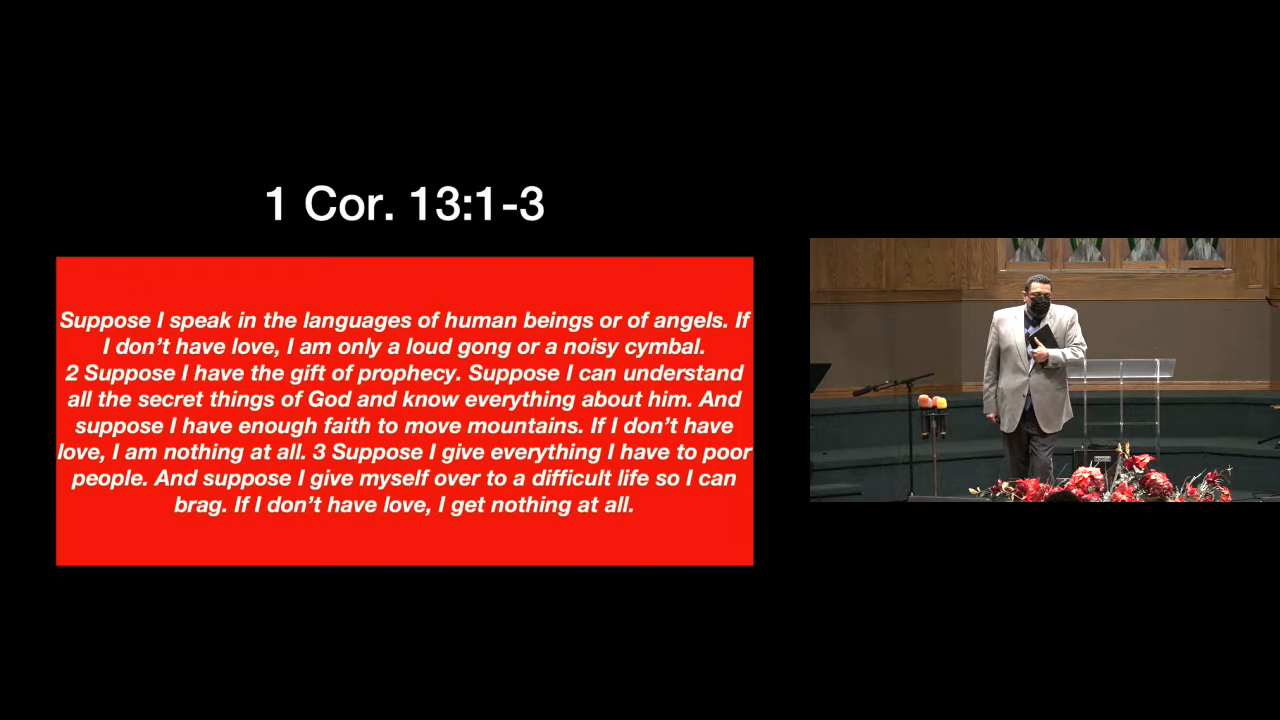 1 Cor. 13:1-3
Suppose I speak in the languages of human beings or of angels. If
I don’t have love, I am only a loud gong or a noisy cymbal.
2 Suppose I have the gift of prophecy. Suppose I can understand
all the secret things of God and know everything about him. And
suppose I have enough faith to move mountains. If I don’t have
love, I am nothing at all. 3 Suppose I give everything I have to poor
people. And suppose I give myself over to a difficult life so I can
brag. If I don’t have love, I get nothing at all.